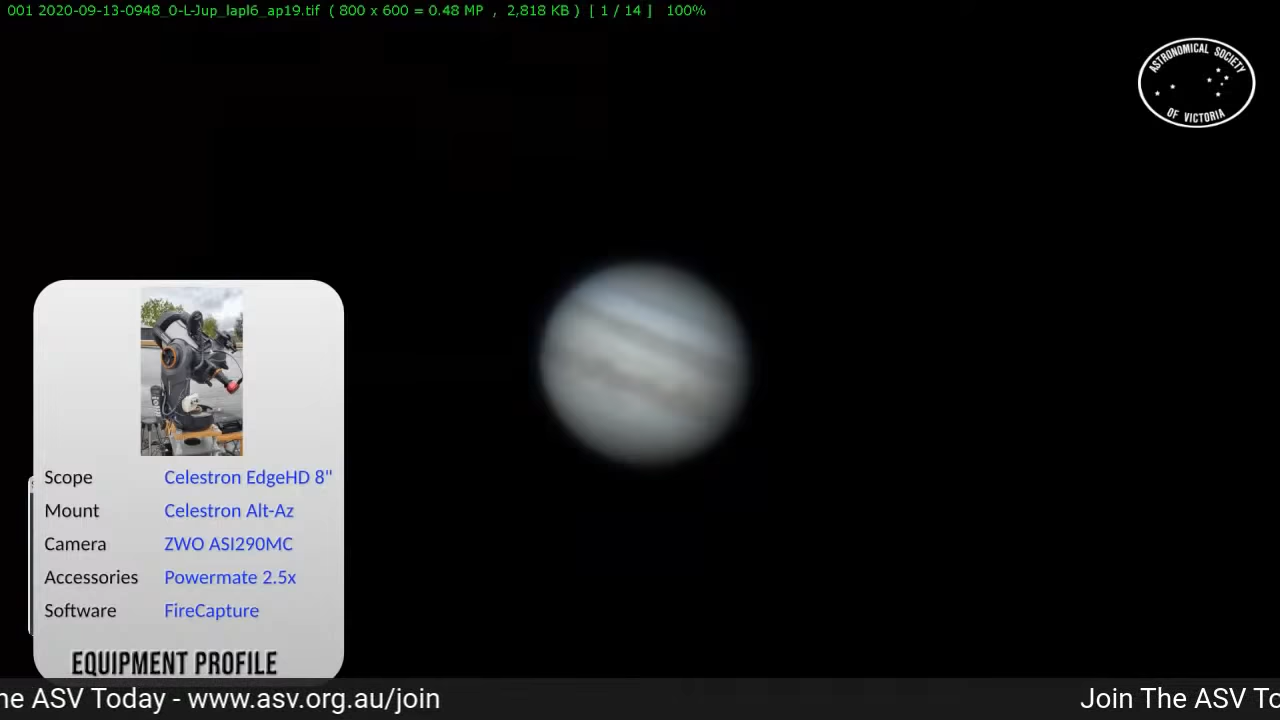 001 2020-09-13-0948_0-L-Jup_lapl6_ap19.tif ( 800 x 600 = 0.48 MP , 2,818 KB ) [ 1 / 14 ] 100%
ASTRONOMICAL SOCIETY
OF VICTORIA
Scope Celestron EdgeHD 8"
Mount Celestron Alt-Az
Camera ZWO ASI290MC
Accessories Powermate 2.5x
Software FireCapture
EQUIPMENT PROFILE
he ASV Today - www.asv.org.au/join Join The ASV To